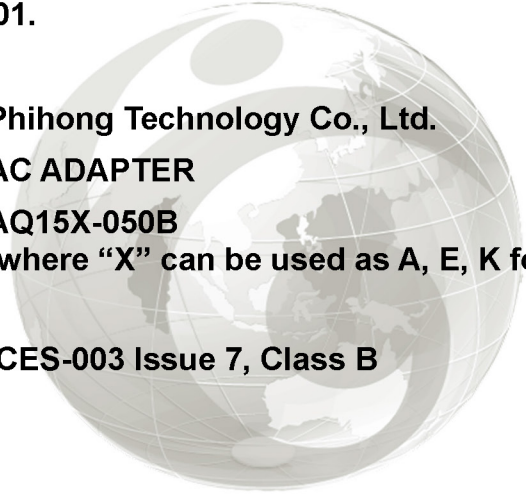 01.
Phihong Technology Co., Ltd.
AC ADAPTER
AQ15X-050B
where “X” can be used as A, E, K
CES-003 Issue 7, Class B